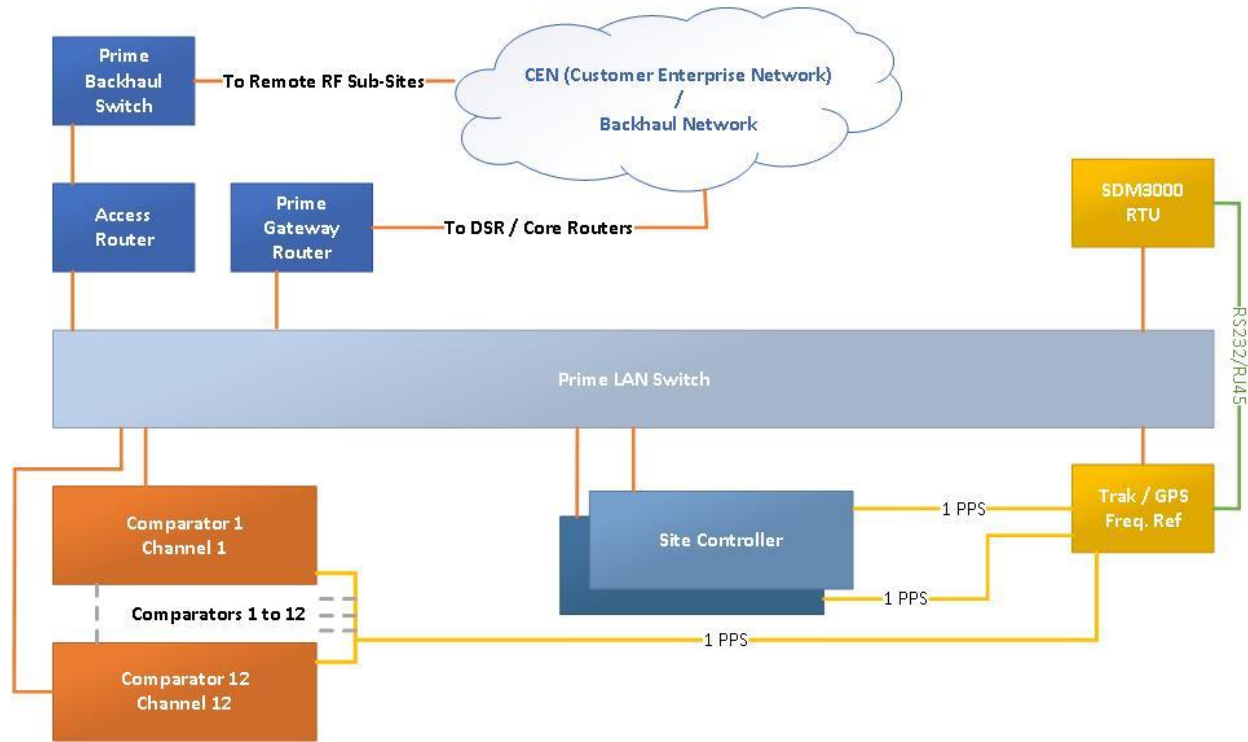 Prime
Backhaul
Switch
To Remote RF Sub-Sites
CEN (Customer Enterprise Network)
/
Backhaul Network
Access
Router
Prime
Gateway
Router
To DSR / Core Routers
SDM3000
RTU
RS232/RJ45
Prime LAN Switch
Comparator 1
Channel 1
Site Controller
1 PPS
Trak / GPS
Freq. Ref
1 PPS
Comparators 1 to 12
1 PPS
Comparator 12
Channel 12